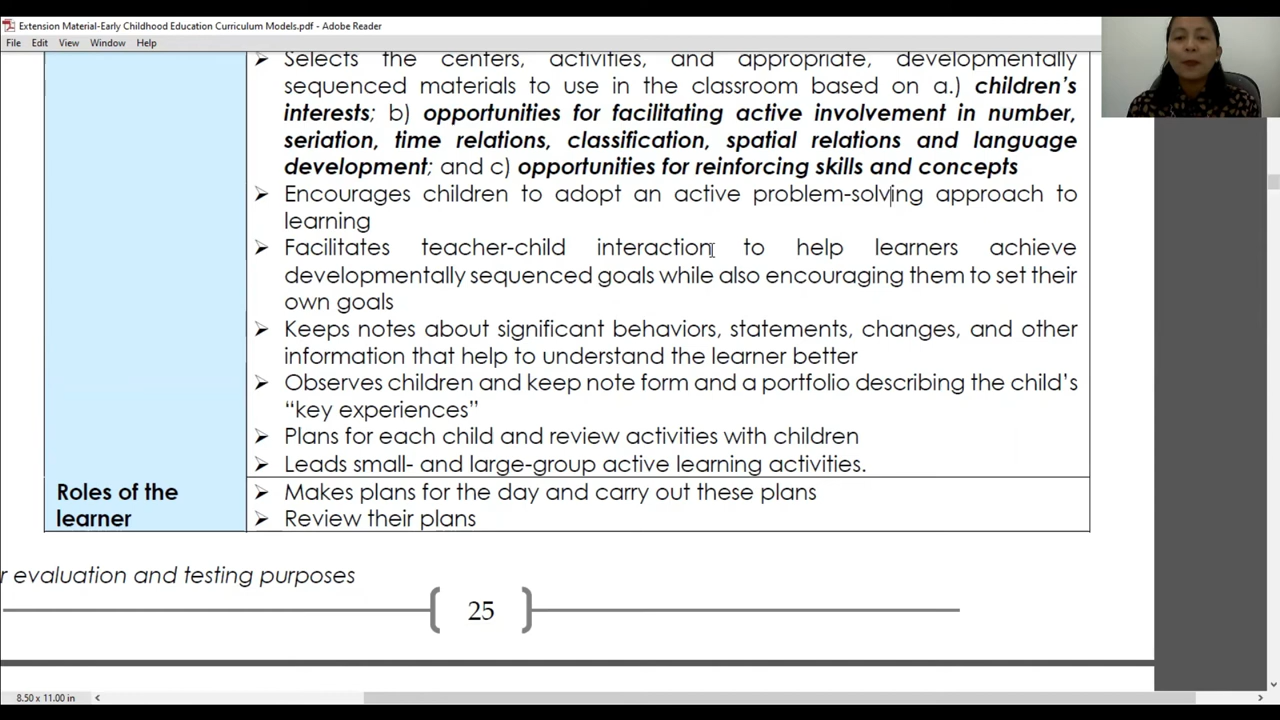 Extension Material-Early Childhood Education Curriculum Models.pdf - Adobe Reader
File Edit View Window Help
➢ Selects the centers, activities, and appropriate, developmentally
sequenced materials to use in the classroom based on a.) children's
interests; b) opportunities for facilitating active involvement in number,
seriation, time relations, classification, spatial relations and language
development; and c) opportunities for reinforcing skills and concepts
➢ Encourages children to adopt an active problem-solving approach to
learning
➢ Facilitates teacher-child interaction to help learners achieve
developmentally sequenced goals while also encouraging them to set their
own goals
➢ Keeps notes about significant behaviors, statements, changes, and other
information that help to understand the learner better
➢ Observes children and keep note form and a portfolio describing the child's
“key experiences”
➢ Plans for each child and review activities with children
➢ Leads small- and large-group active learning activities.
Roles of the
learner
➢ Makes plans for the day and carry out these plans
➢ Review their plans
r evaluation and testing purposes
25
8.50 x 11.00 in